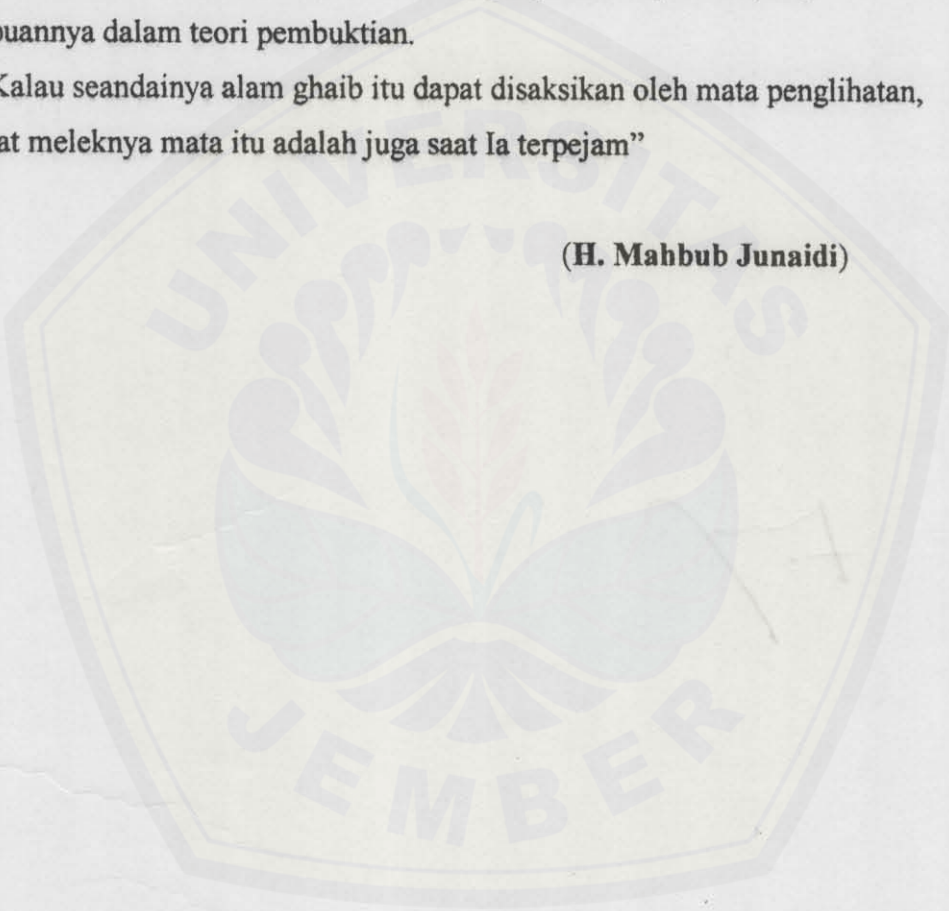 puannya dalam teori pembuktian.
Kalau seandainya alam ghaib itu dapat disaksikan oleh mata penglihatan,
at meleknya mata itu adalah juga saat Ia terpejam”
(H. Mahbub Junaidi)
UNIVERSITAS
JEMBER